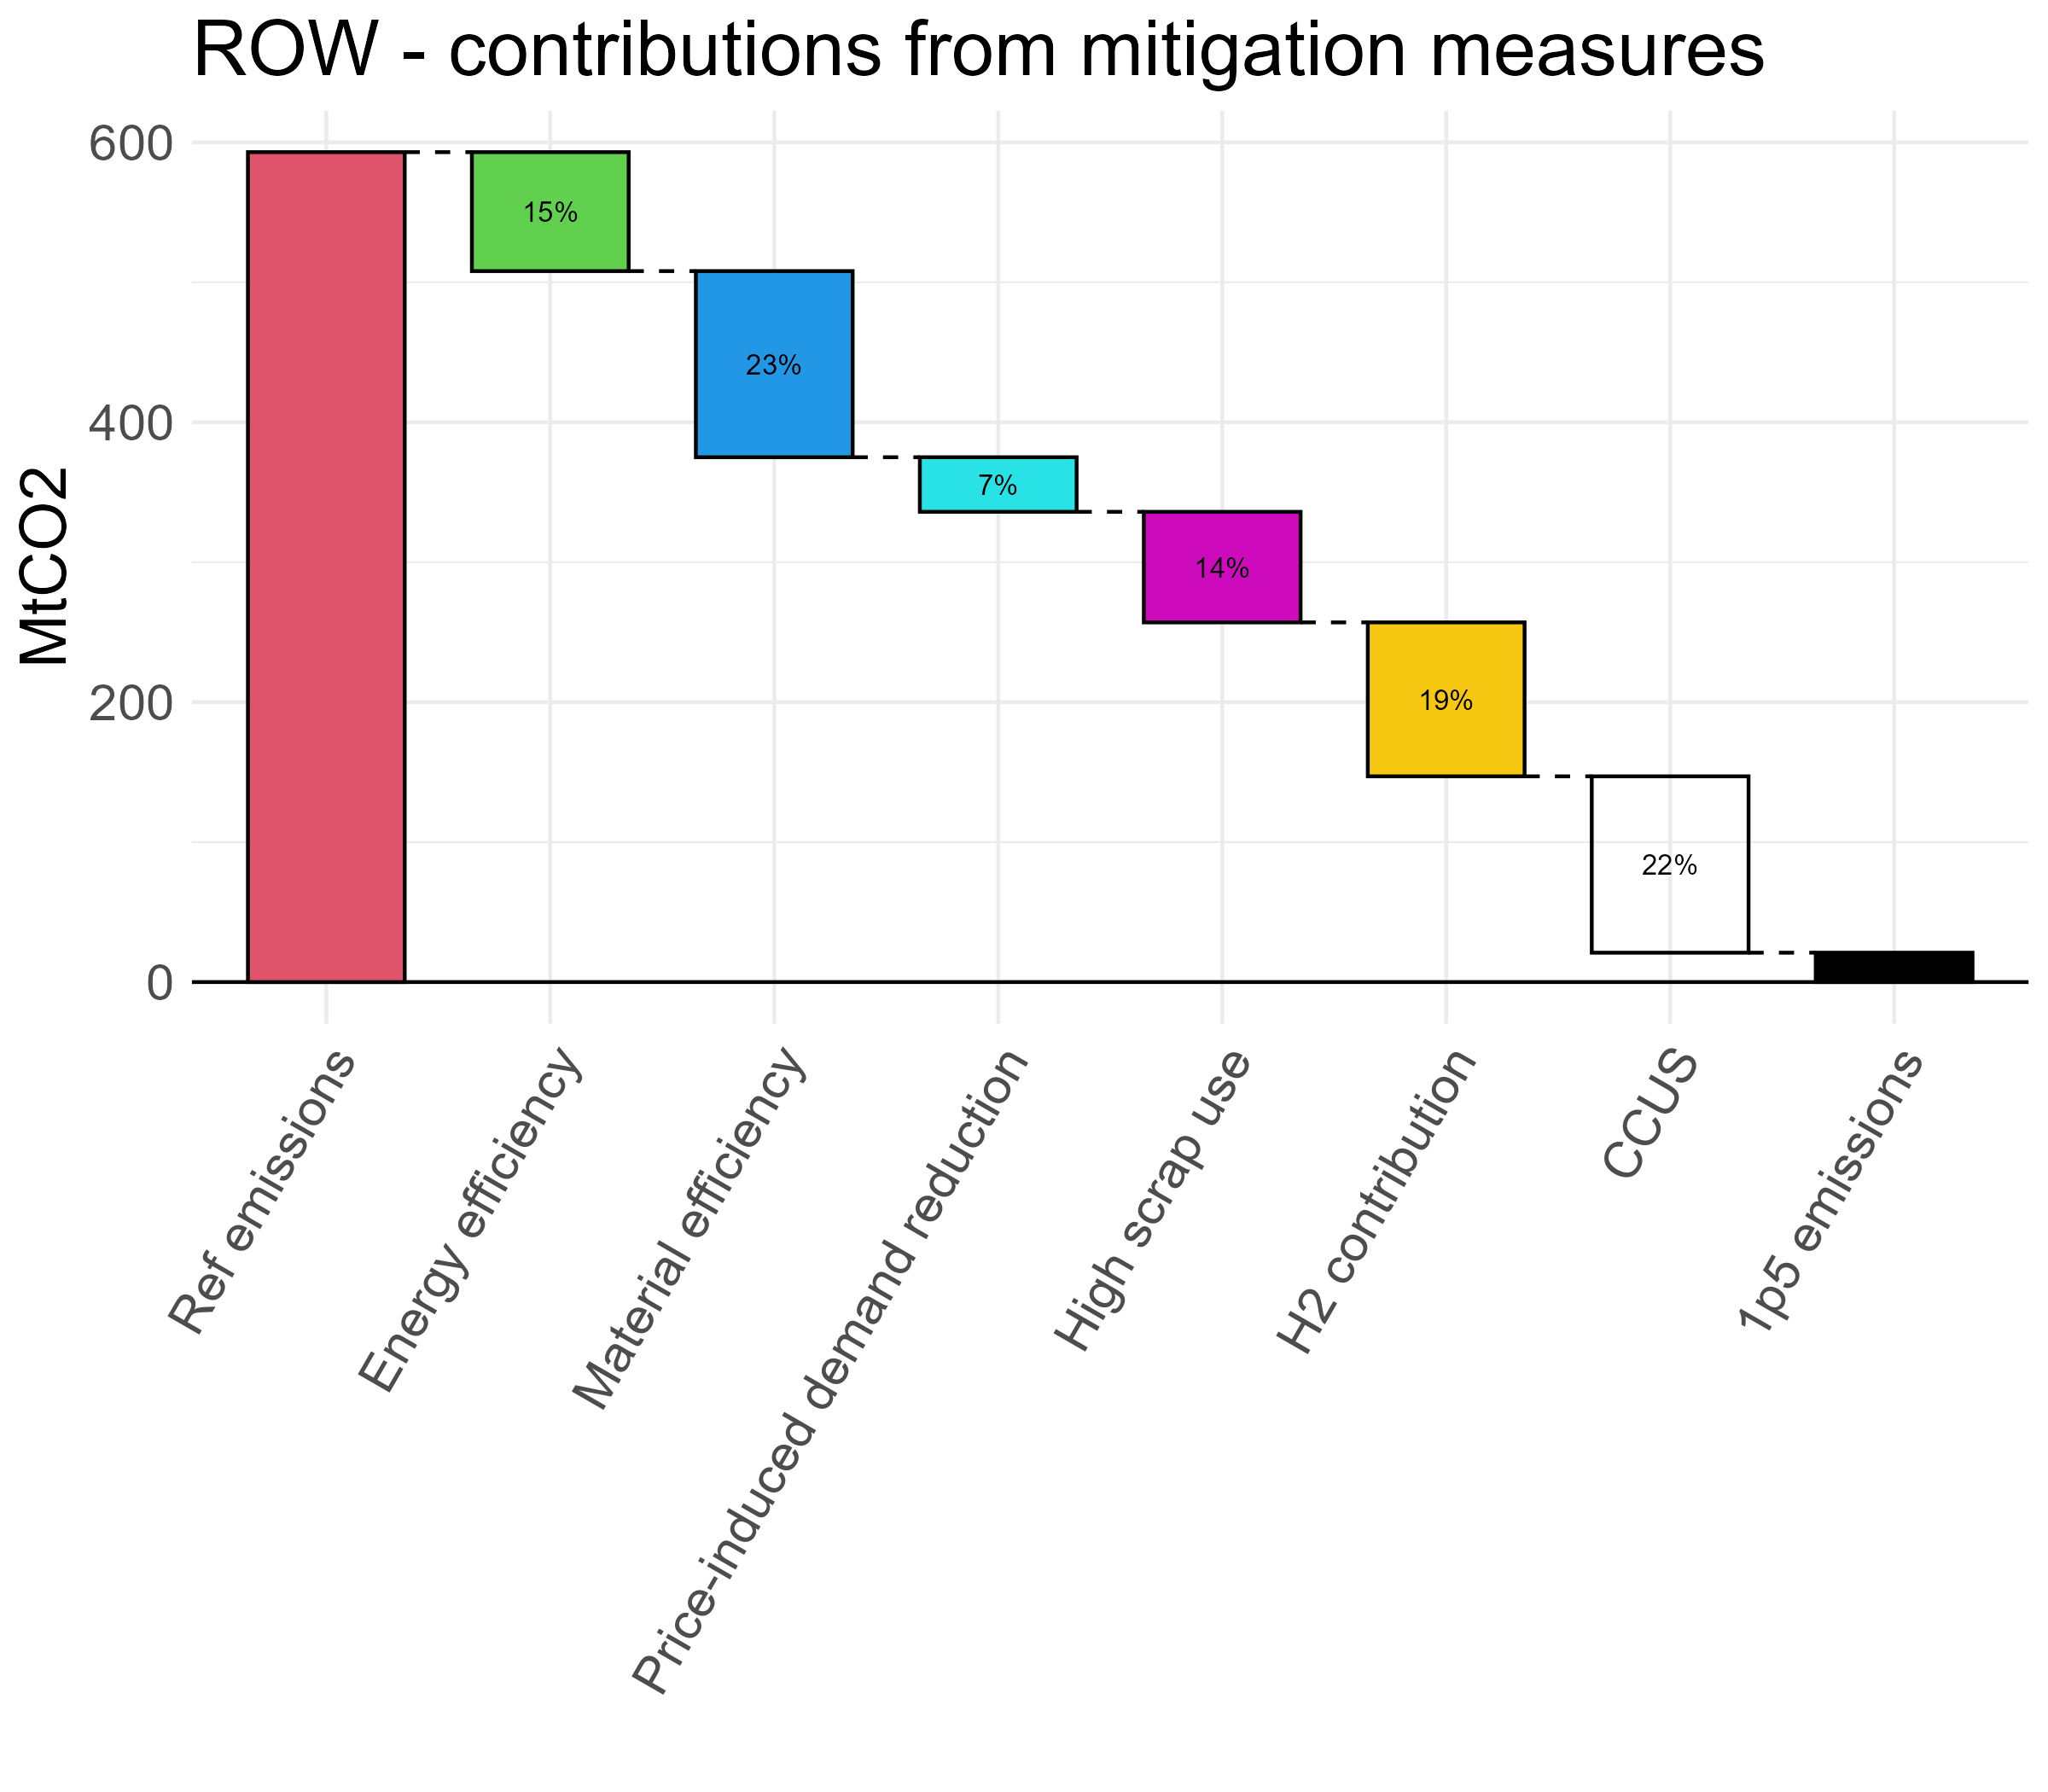 ROW - contributions from mitigation measures
MtCO2
600
400
200
0
15%
23%
7%
14%
19%
22%
Ref emissions
Energy efficiency
Material efficiency
Price-induced demand reduction
High scrap use
H2 contribution
CCUS
1p5 emissions